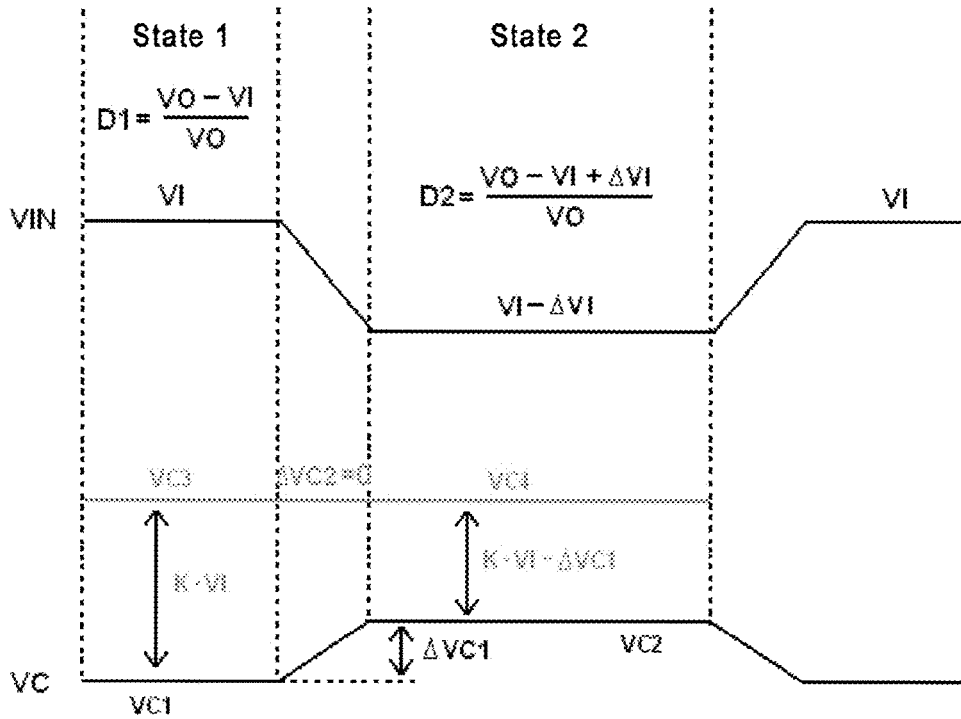 State 1
State 2
D1 = (VO − VI) / VO
D2 = (VO − VI + ΔVI) / VO
VIN
VI
VI
VI − ΔVI
VC3
ΔVC2 = 0
VC4
K · VI
K · VI − ΔVC1
ΔVC1
VC2
VC
VC1